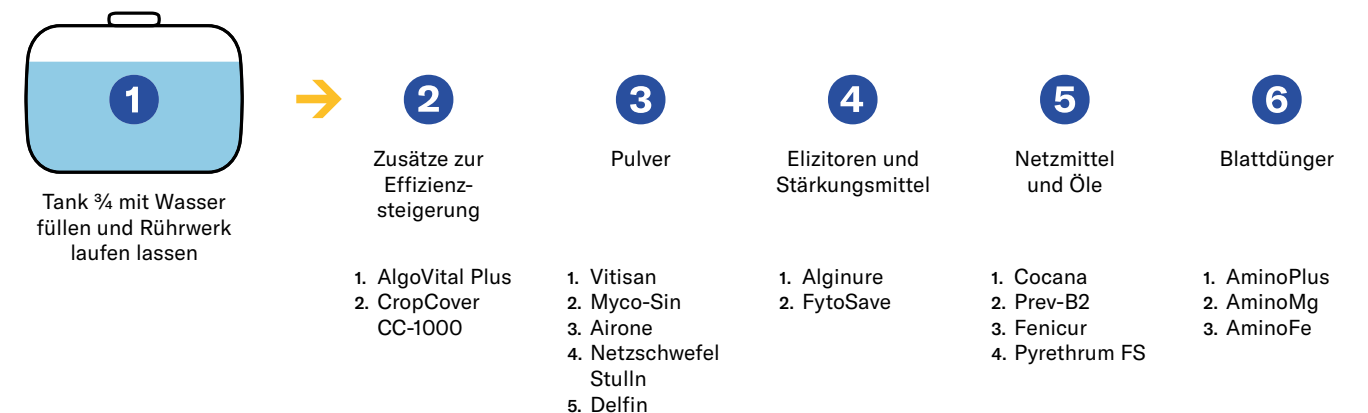 1
Tank ¾ mit Wasser
füllen und Rührwerk
laufen lassen
2
Zusätze zur
Effizienz-
steigerung
1. AlgoVital Plus
2. CropCover
CC-1000
3
Pulver
1. Vitisan
2. Myco-Sin
3. Airone
4. Netzschwefel
Stulln
5. Delfin
4
Elizitoren und
Stärkungsmittel
1. Alginure
2. FytoSave
5
Netzmittel
und Öle
1. Cocana
2. Prev-B2
3. Fenicur
4. Pyrethrum FS
6
Blattdünger
1. AminoPlus
2. AminoMg
3. AminoFe